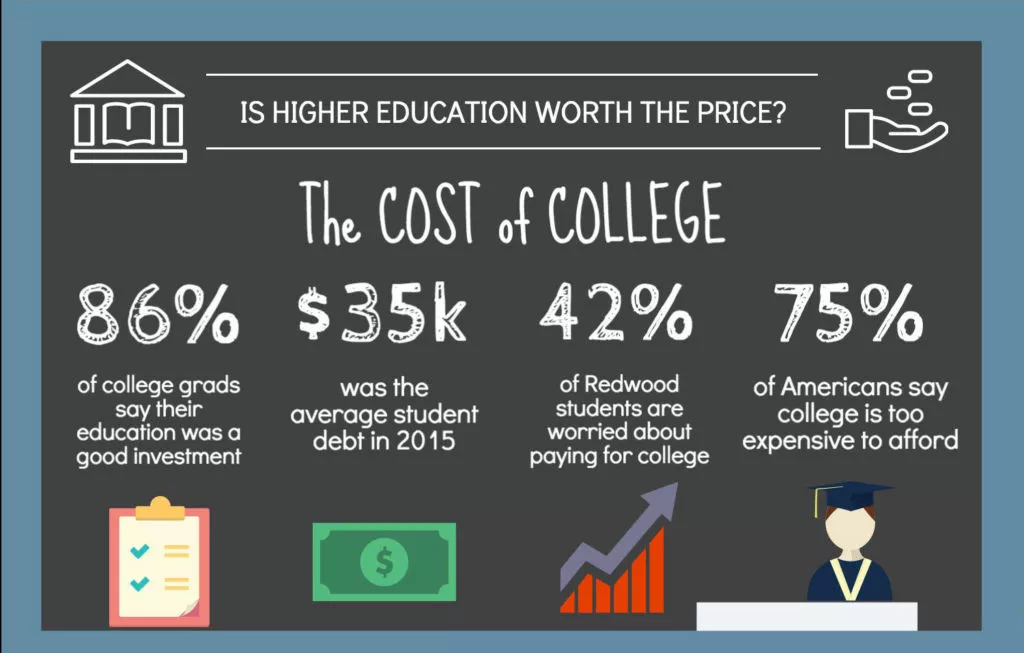 IS HIGHER EDUCATION WORTH THE PRICE?
The COST of COLLEGE
86%
of college grads
say their
education was a
good investment
$35k
was the
average student
debt in 2015
42%
of Redwood
students are
worried about
paying for college
75%
of Americans say
college is too
expensive to afford
$